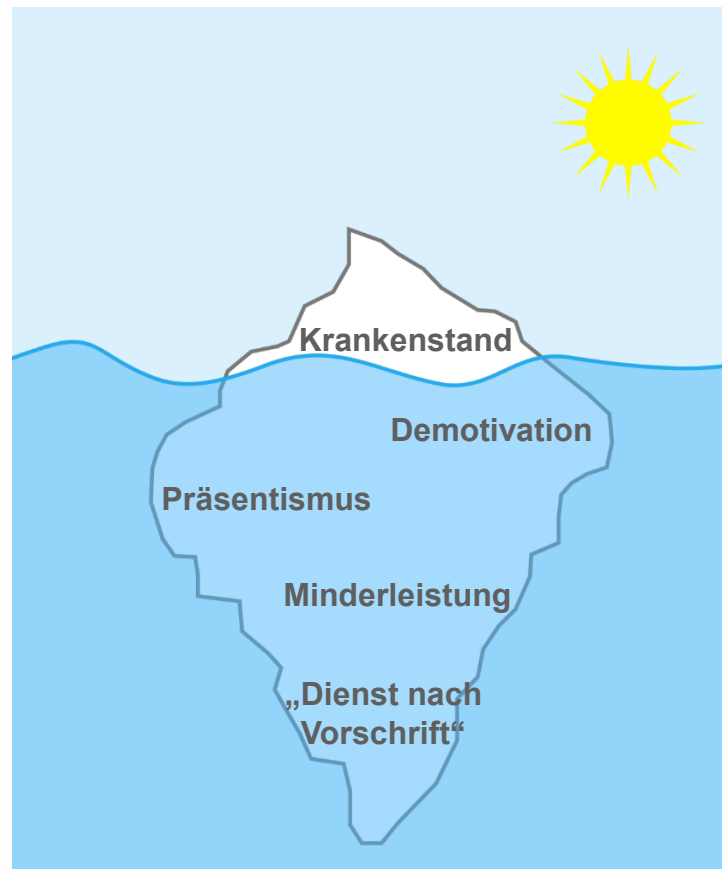 Krankenstand
Demotivation
Präsentismus
Minderleistung
„Dienst nach
Vorschrift“